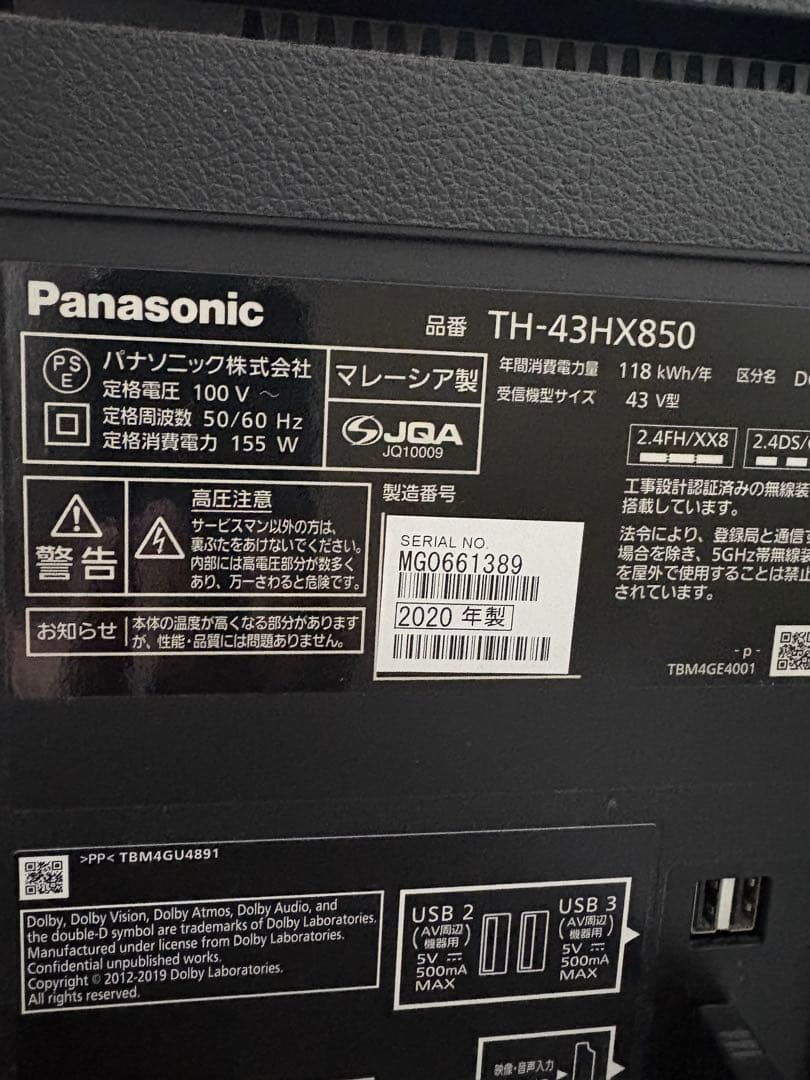 Panasonic
品番 TH-43HX850
PS
E
パナソニック株式会社
定格電圧 100 V ～
定格周波数 50/60 Hz
定格消費電力 155 W
マレーシア製
JQA
JQ10009
年間消費電力量 118 kWh/年 区分名
受信機型サイズ 43 V型
2.4FH/XX8
2.4DS/
工事設計認証済みの無線装
搭載しています。
法令により、登録局と通信す
場合を除き、5GHz帯無線装
を屋外で使用することは禁止
されています。
警告
高圧注意
サービスマン以外の方は、
裏ぶたをあけないでください。
内部には高電圧部分が数多く
あり、万一さわると危険です。
お知らせ
本体の温度が高くなる部分があります
が、性能・品質には問題ありません。
製造番号
SERIAL NO.
MG0661389
2020 年製
- p -
TBM4GE4001
>PP< TBM4GU4891
Dolby, Dolby Vision, Dolby Atmos, Dolby Audio, and
the double-D symbol are trademarks of Dolby Laboratories.
Manufactured under license from Dolby Laboratories.
Confidential unpublished works.
Copyright © 2012-2019 Dolby Laboratories.
All rights reserved.
USB 2
(AV周辺
機器用)
5V ⎓
500mA
MAX
USB 3
(AV周辺
機器用)
5V ⎓
500mA
MAX
映像・音声入力